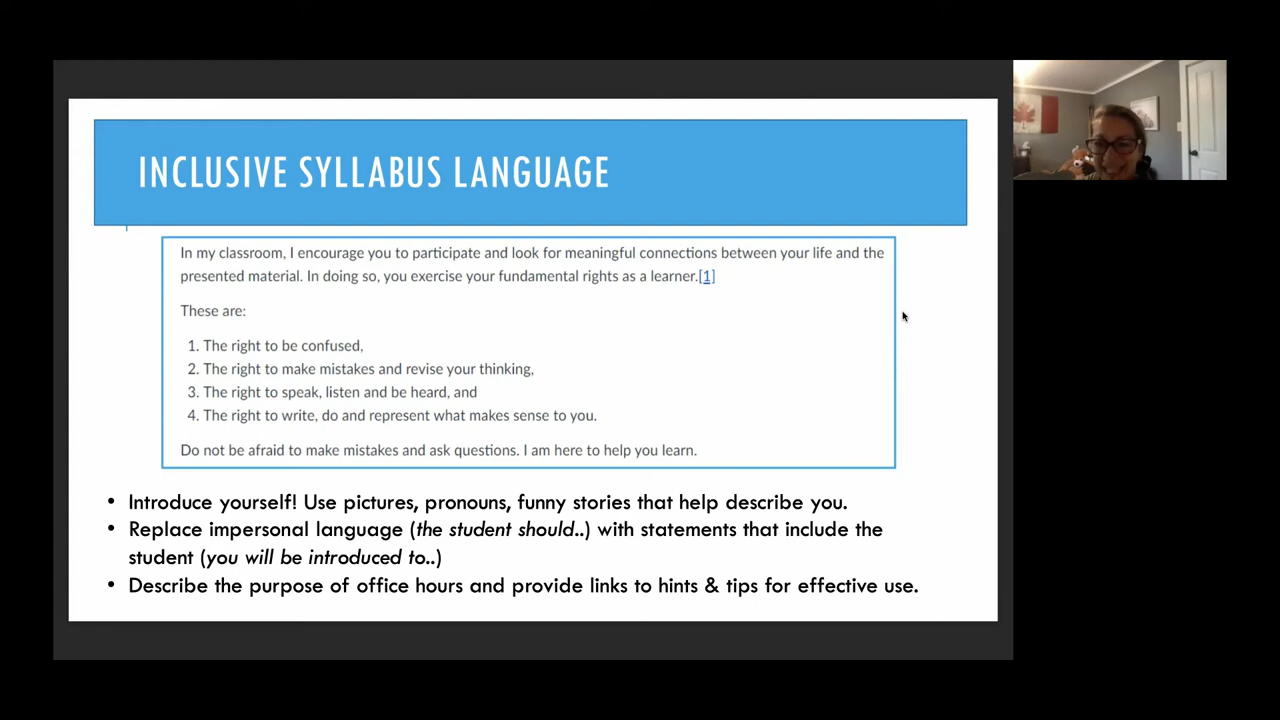 INCLUSIVE SYLLABUS LANGUAGE
In my classroom, I encourage you to participate and look for meaningful connections between your life and the
presented material. In doing so, you exercise your fundamental rights as a learner.[1]
These are:
1. The right to be confused,
2. The right to make mistakes and revise your thinking,
3. The right to speak, listen and be heard, and
4. The right to write, do and represent what makes sense to you.
Do not be afraid to make mistakes and ask questions. I am here to help you learn.
• Introduce yourself! Use pictures, pronouns, funny stories that help describe you.
• Replace impersonal language (the student should..) with statements that include the
student (you will be introduced to..)
• Describe the purpose of office hours and provide links to hints & tips for effective use.